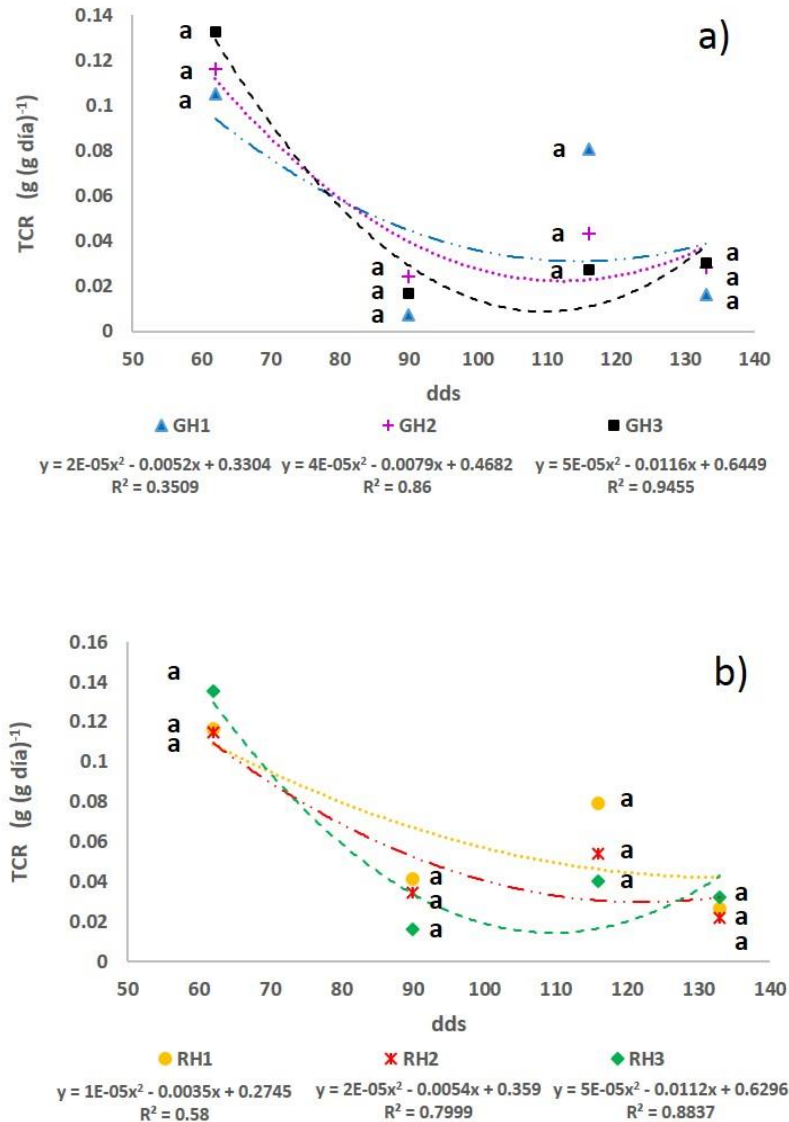 a)
0.14
0.12
0.1
0.08
0.06
0.04
0.02
0
TCR (g (g día)⁻¹
a
a
a
a
a
a
a
a
a
a
a
a
50 60 70 80 90 100 110 120 130 140
dds
GH1 GH2 GH3
y = 2E-05x² - 0.0052x + 0.3304 y = 4E-05x² - 0.0079x + 0.4682 y = 5E-05x² - 0.0116x + 0.6449
R² = 0.3509 R² = 0.86 R² = 0.9455
b)
0.16
0.14
0.12
0.1
0.08
0.06
0.04
0.02
0
TCR (g (g día)⁻¹
a
a
a
a
a
a
a
a
a
a
a
a
50 60 70 80 90 100 110 120 130 140
dds
RH1 RH2 RH3
y = 1E-05x² - 0.0035x + 0.2745 y = 2E-05x² - 0.0054x + 0.359 y = 5E-05x² - 0.0112x + 0.6296
R² = 0.58 R² = 0.7999 R² = 0.8837